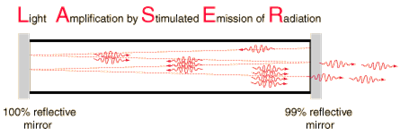 Light Amplification by Stimulated Emission of Radiation
100% reflective
mirror
99% reflective
mirror